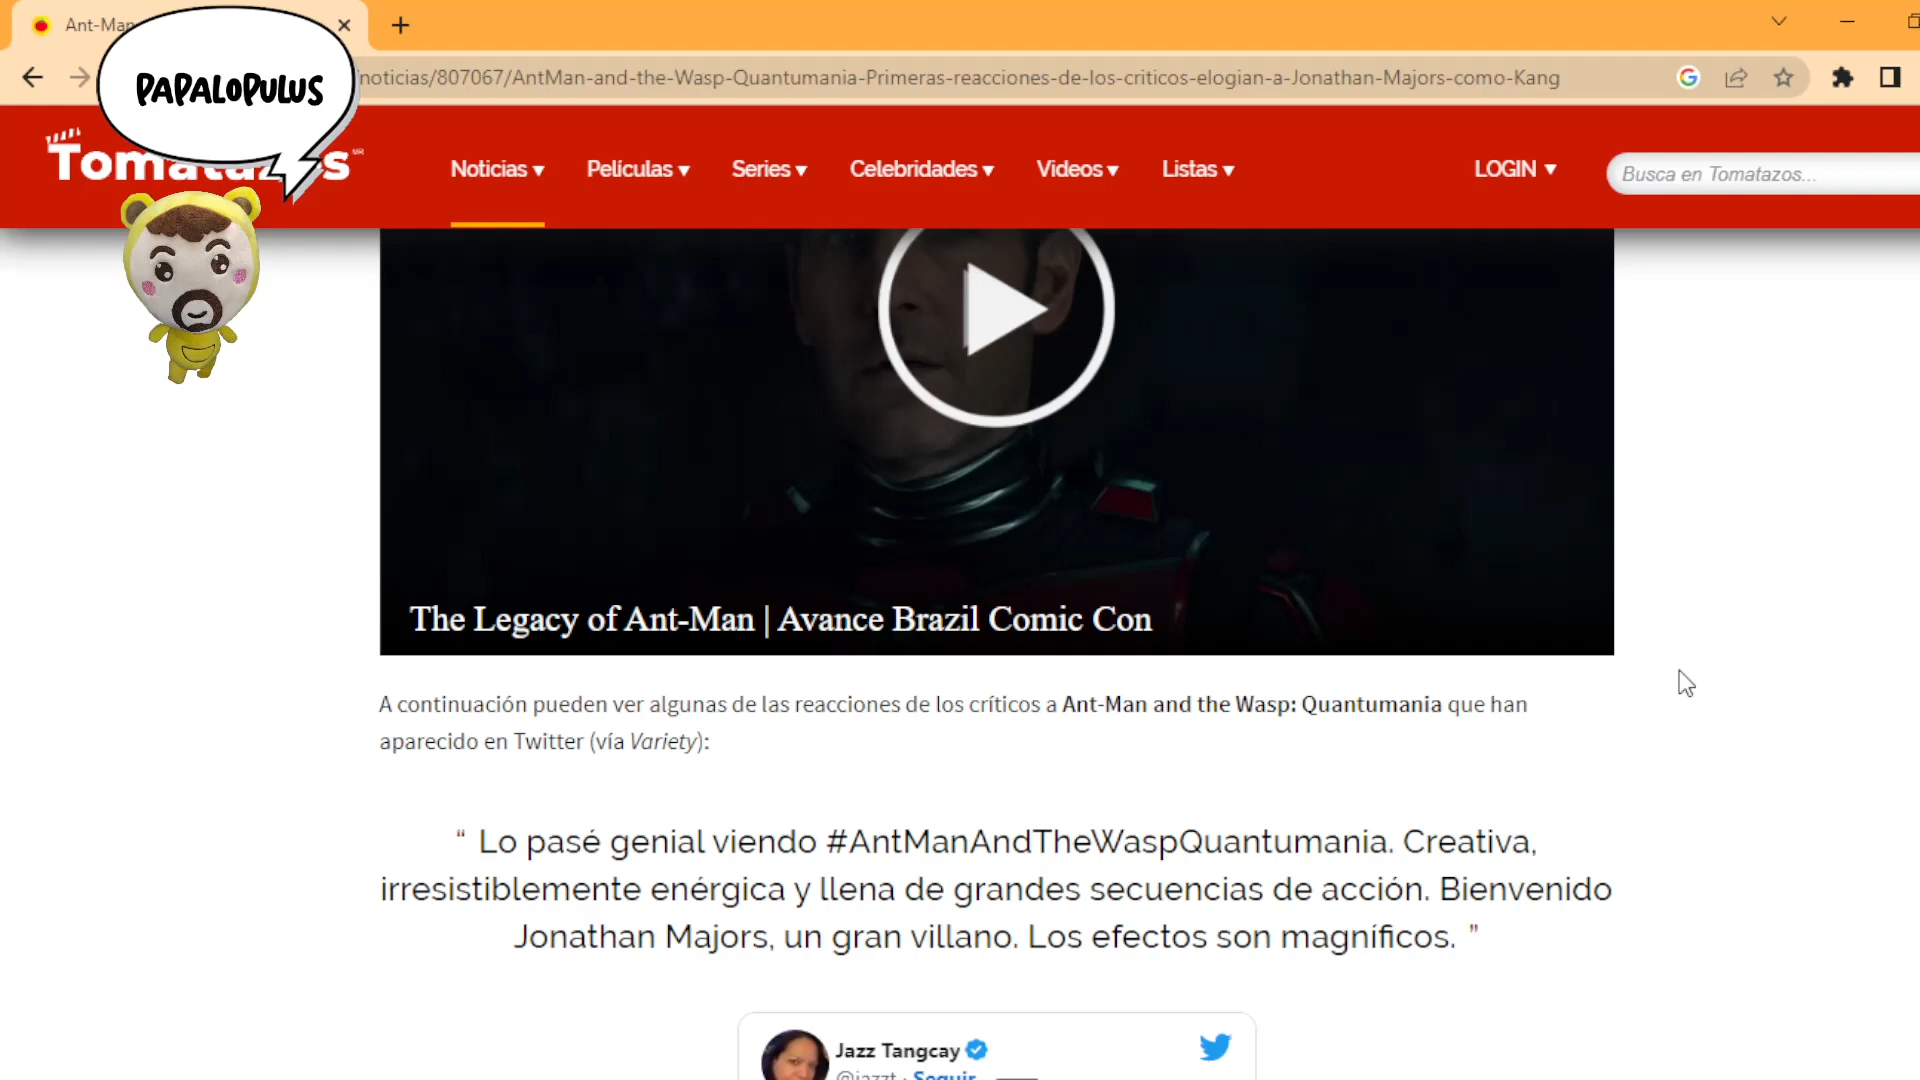 Ant-Man
PAPALOPULUS
noticias/807067/AntMan-and-the-Wasp-Quantumania-Primeras-reacciones-de-los-criticos-elogian-a-Jonathan-Majors-como-Kang
Noticias ▾ Películas ▾ Series ▾ Celebridades ▾ Videos ▾ Listas ▾ LOGIN ▾ Busca en Tomatazos...
The Legacy of Ant-Man | Avance Brazil Comic Con
A continuación pueden ver algunas de las reacciones de los críticos a Ant-Man and the Wasp: Quantumania que han
aparecido en Twitter (vía Variety):
“ Lo pasé genial viendo #AntManAndTheWaspQuantumania. Creativa,
irresistiblemente enérgica y llena de grandes secuencias de acción. Bienvenido
Jonathan Majors, un gran villano. Los efectos son magníficos. ”
Jazz Tangcay
@jazzt · Seguir